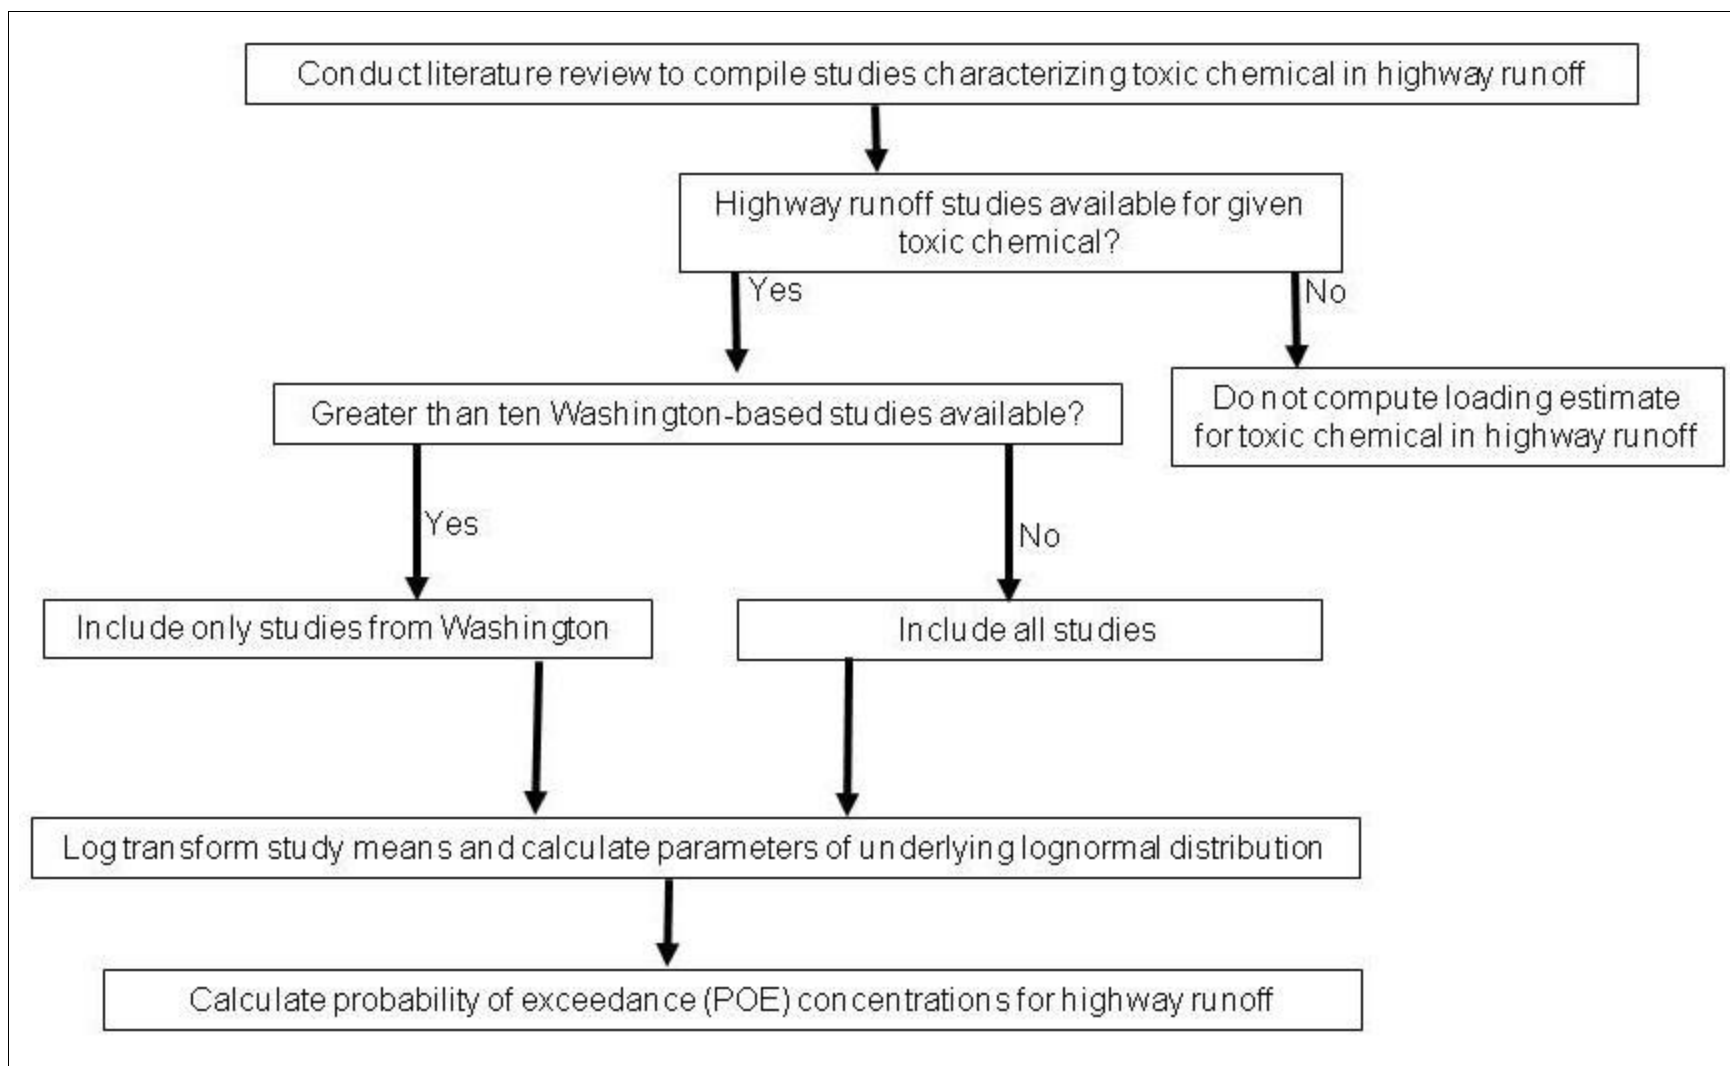 Conduct literature review to compile studies characterizing toxic chemical in highway runoff
Highway runoff studies available for given
toxic chemical?
Yes
No
Do not compute loading estimate
for toxic chemical in highway runoff
Greater than ten Washington-based studies available?
Yes
No
Include only studies from Washington
Include all studies
Log transform study means and calculate parameters of underlying lognormal distribution
Calculate probability of exceedance (POE) concentrations for highway runoff